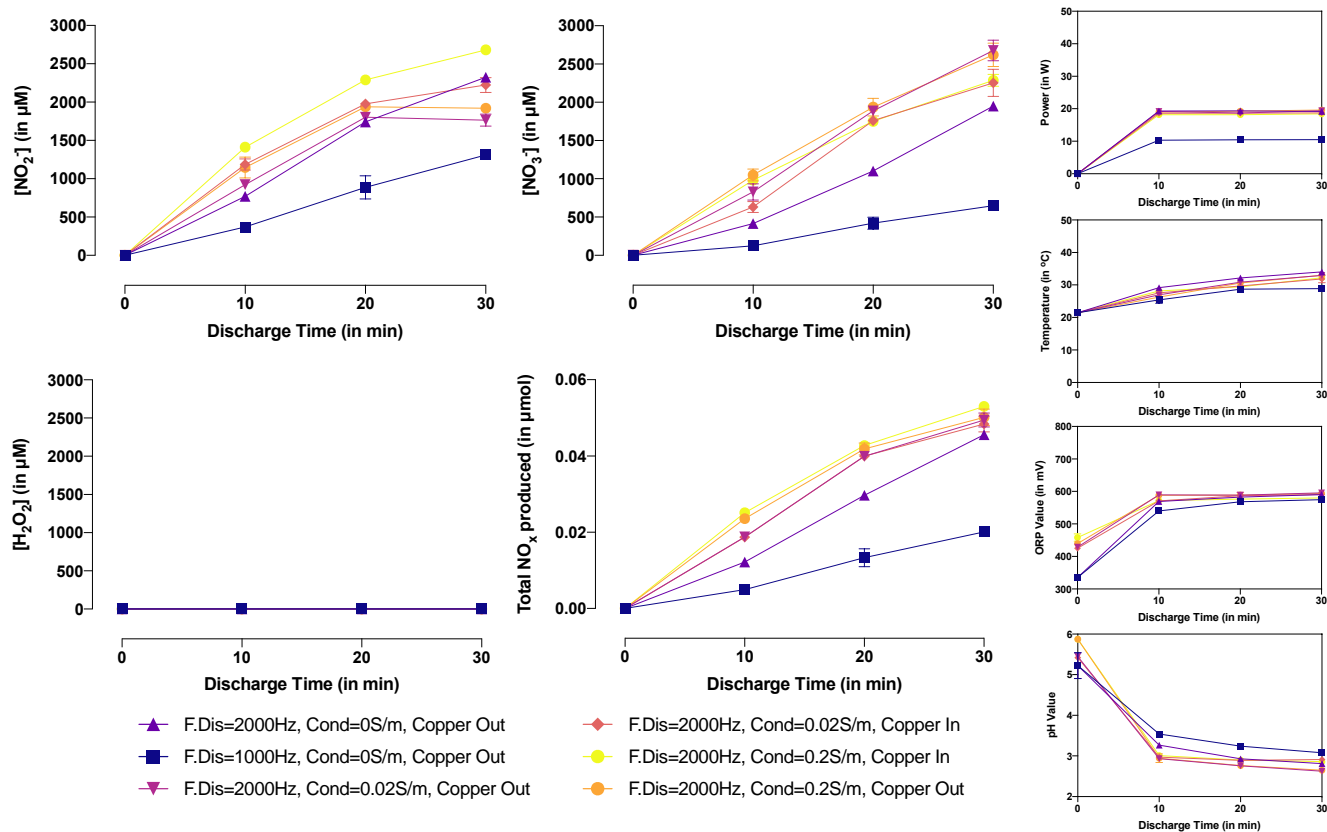 [NO2-] (in µM)
3000
2500
2000
1500
1000
500
0
0 10 20 30
Discharge Time (in min)
[NO3-] (in µM)
3000
2500
2000
1500
1000
500
0
0 10 20 30
Discharge Time (in min)
Power (in W)
50
40
30
20
10
0
0 10 20 30
Discharge Time (in min)
Temperature (in ºC)
50
40
30
20
10
0
0 10 20 30
Discharge Time (in min)
[H2O2] (in µM)
3000
2500
2000
1500
1000
500
0
0 10 20 30
Discharge Time (in min)
Total NOx produced (in µmol)
0.06
0.04
0.02
0.00
0 10 20 30
Discharge Time (in min)
ORP Value (in mV)
800
700
600
500
400
300
0 10 20 30
Discharge Time (in min)
pH Value
6
5
4
3
2
0 10 20 30
Discharge Time (in min)
F.Dis=2000Hz, Cond=0S/m, Copper Out
F.Dis=1000Hz, Cond=0S/m, Copper Out
F.Dis=2000Hz, Cond=0.02S/m, Copper Out
F.Dis=2000Hz, Cond=0.02S/m, Copper In
F.Dis=2000Hz, Cond=0.2S/m, Copper In
F.Dis=2000Hz, Cond=0.2S/m, Copper Out